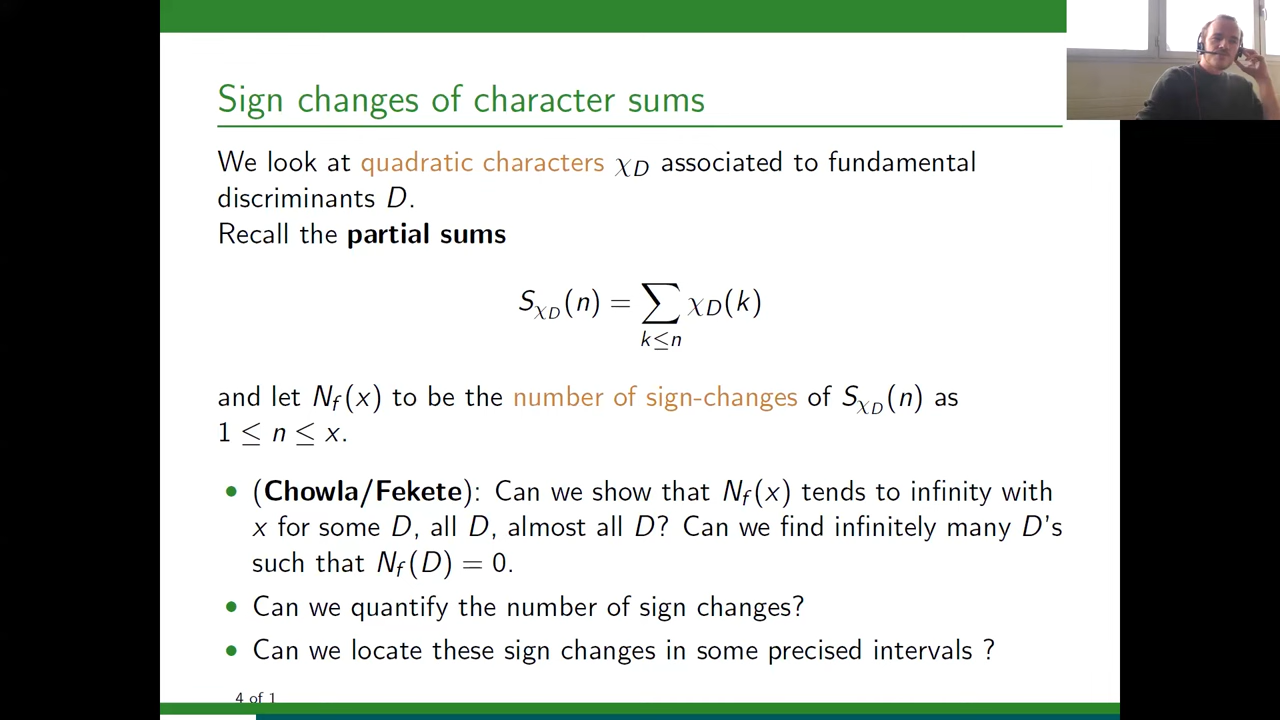 Sign changes of character sums
We look at quadratic characters χ_D associated to fundamental
discriminants D.
Recall the partial sums
S_{χ_D}(n) = ∑_{k≤n} χ_D(k)
and let N_f(x) to be the number of sign-changes of S_{χ_D}(n) as
1 ≤ n ≤ x.
• (Chowla/Fekete): Can we show that N_f(x) tends to infinity with
x for some D, all D, almost all D? Can we find infinitely many D's
such that N_f(D) = 0.
• Can we quantify the number of sign changes?
• Can we locate these sign changes in some precised intervals ?
4 of 1